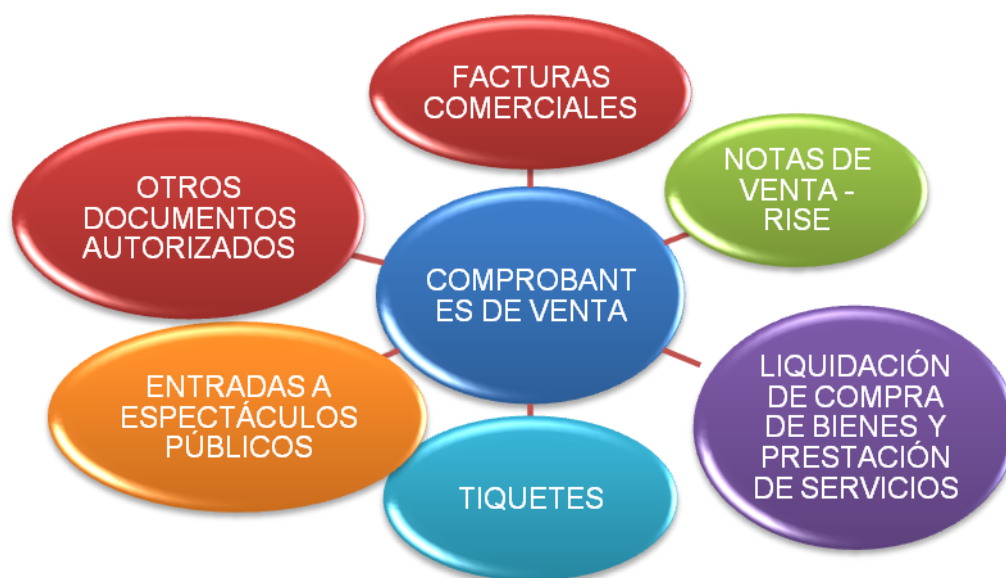 FACTURAS
COMERCIALES
NOTAS DE
VENTA -
RISE
OTROS
DOCUMENTOS
AUTORIZADOS
COMPROBANT
ES DE VENTA
LIQUIDACIÓN
DE COMPRA
DE BIENES Y
PRESTACIÓN
DE SERVICIOS
ENTRADAS A
ESPECTÁCULOS
PÚBLICOS
TIQUETES